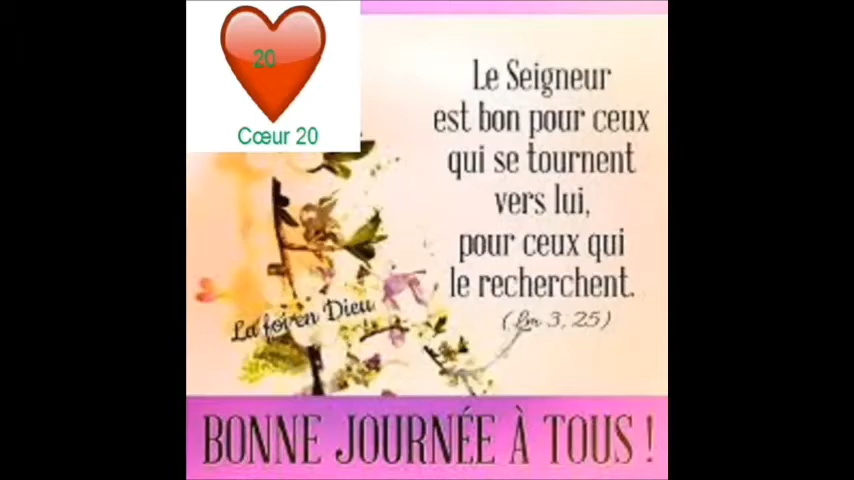 20
Cœur 20
Le Seigneur
est bon pour ceux
qui se tournent
vers lui,
pour ceux qui
le recherchent.
(Lm 3, 25)
La foi en Dieu
BONNE JOURNÉE À TOUS !